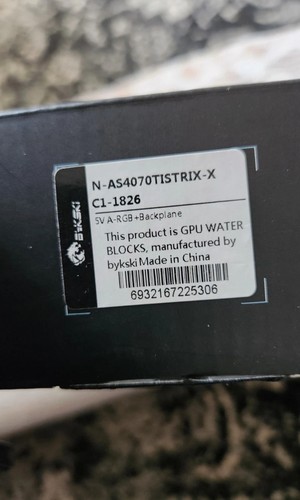 BYKSKI
N-AS4070TISTRIX-X
C1-1826
5V A-RGB+Backplane
This product is GPU WATER
BLOCKS, manufactured by
bykski Made in China
6932167225306